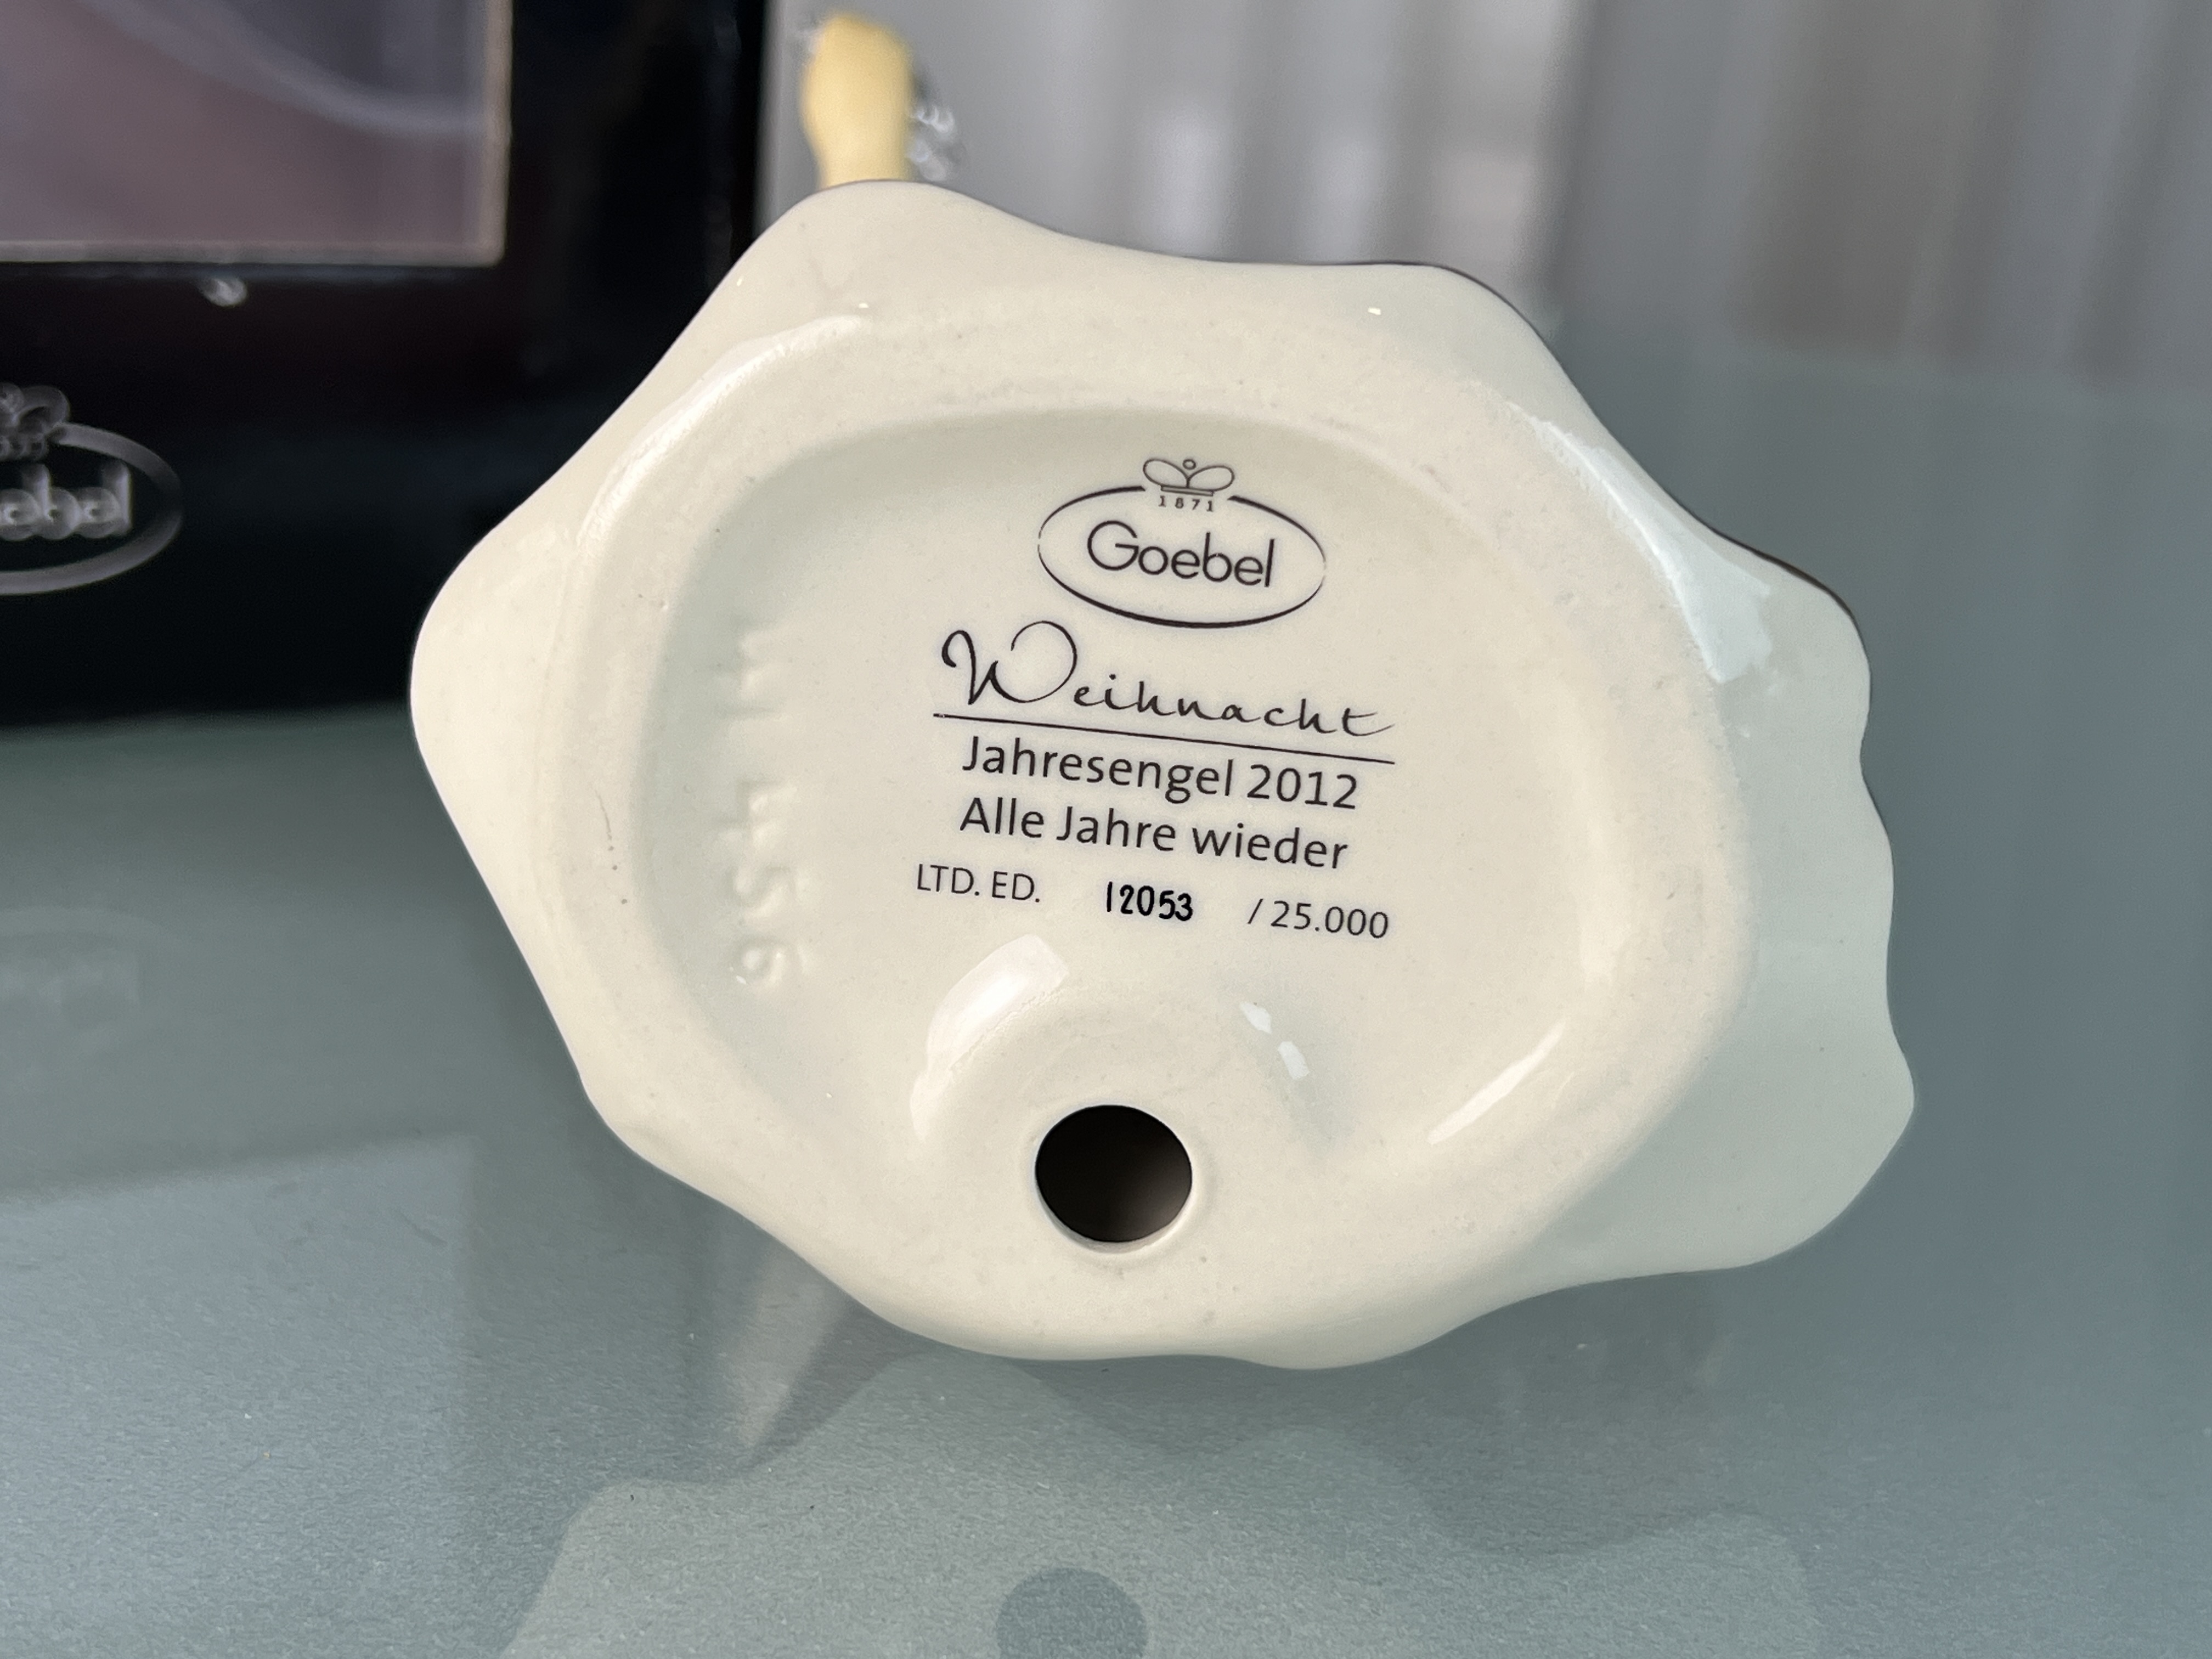 1871
Goebel
Weihnacht
Jahresengel 2012
Alle Jahre wieder
LTD. ED. 12053 / 25.000